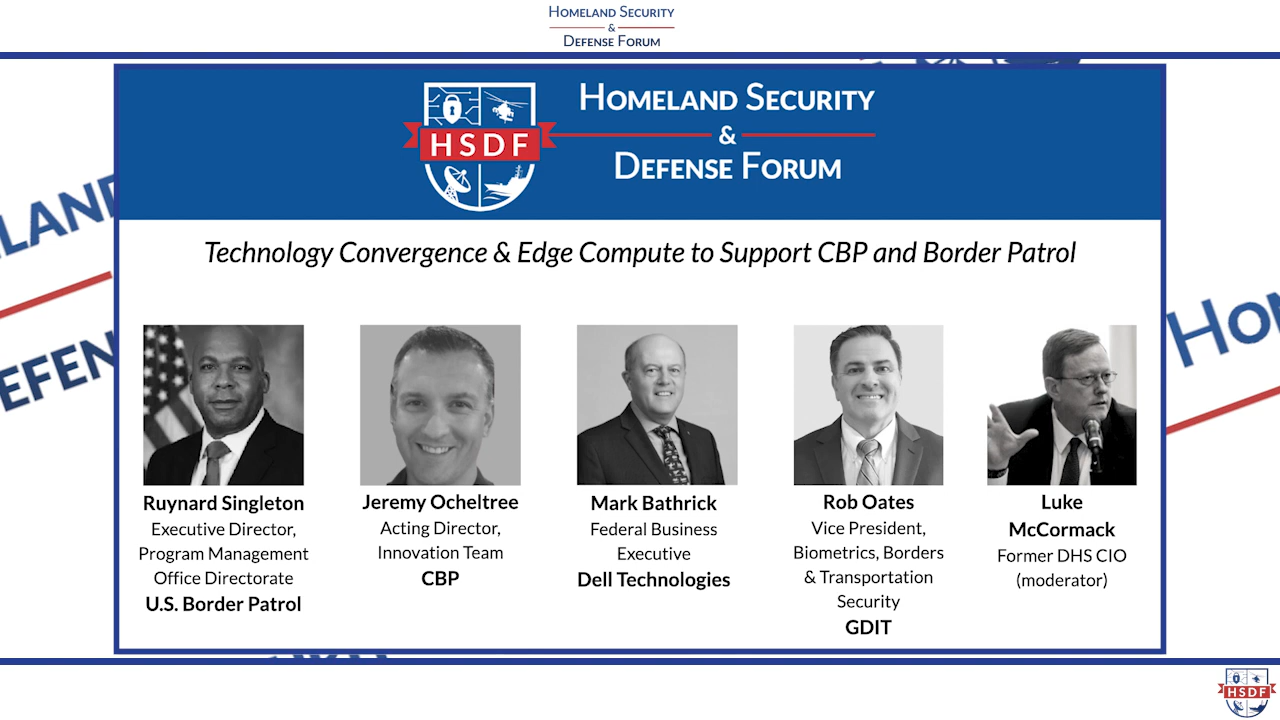 HOMELAND SECURITY
&
DEFENSE FORUM
HSDF
HOMELAND SECURITY
&
DEFENSE FORUM
Technology Convergence & Edge Compute to Support CBP and Border Patrol
Ruynard Singleton
Executive Director,
Program Management
Office Directorate
U.S. Border Patrol
Jeremy Ocheltree
Acting Director,
Innovation Team
CBP
Mark Bathrick
Federal Business
Executive
Dell Technologies
Rob Oates
Vice President,
Biometrics, Borders
& Transportation
Security
GDIT
Luke
McCormack
Former DHS CIO
(moderator)
LAND
EFEN
HO
HSDF